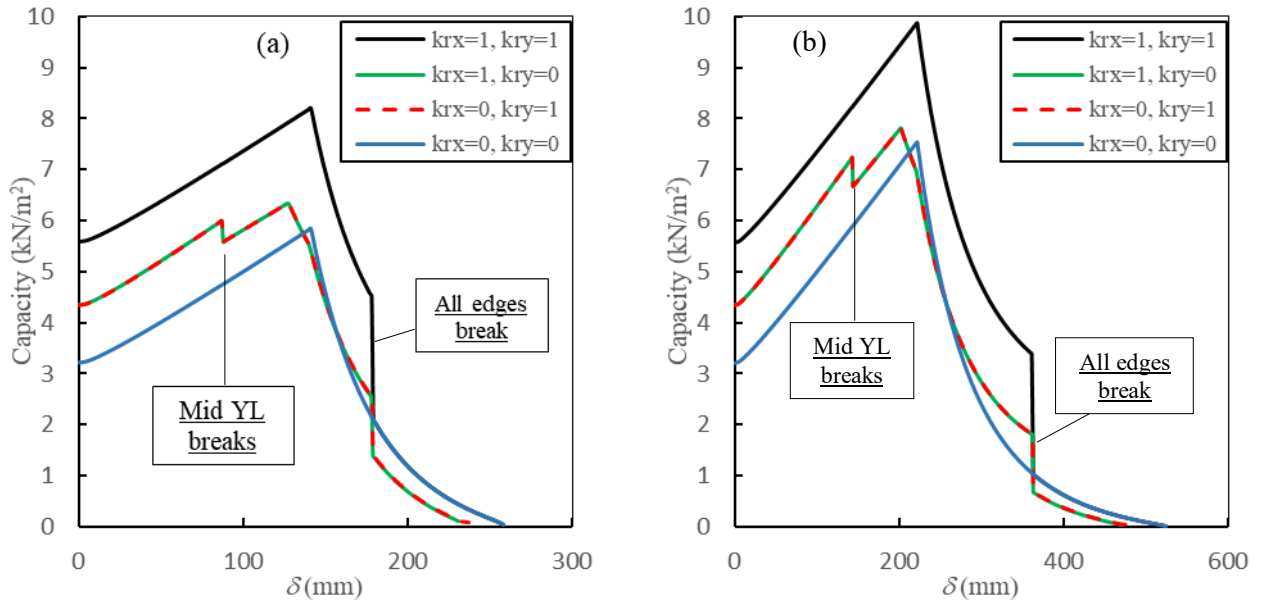 (a)
krx=1, kry=1
krx=1, kry=0
krx=0, kry=1
krx=0, kry=0
Capacity (kN/m²)
10
9
8
7
6
5
4
3
2
1
0
All edges
break
Mid YL
breaks
0
100
200
300
δ (mm)
(b)
krx=1, kry=1
krx=1, kry=0
krx=0, kry=1
krx=0, kry=0
Capacity (kN/m²)
10
9
8
7
6
5
4
3
2
1
0
Mid YL
breaks
All edges
break
0
200
400
600
δ (mm)